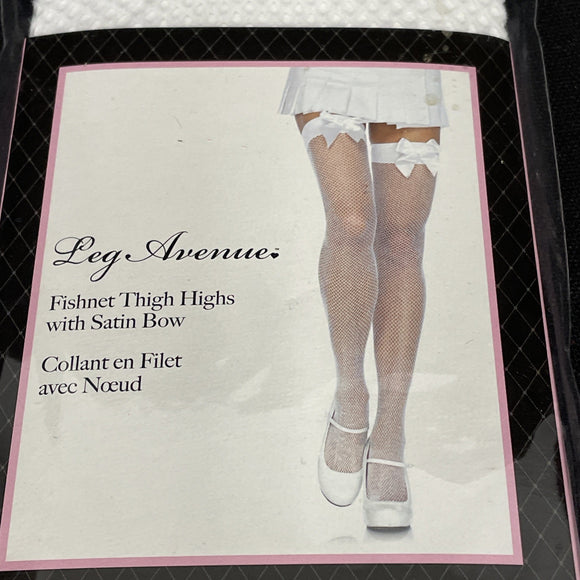 Leg Avenue
Fishnet Thigh Highs
with Satin Bow
Collant en Filet
avec Nœud